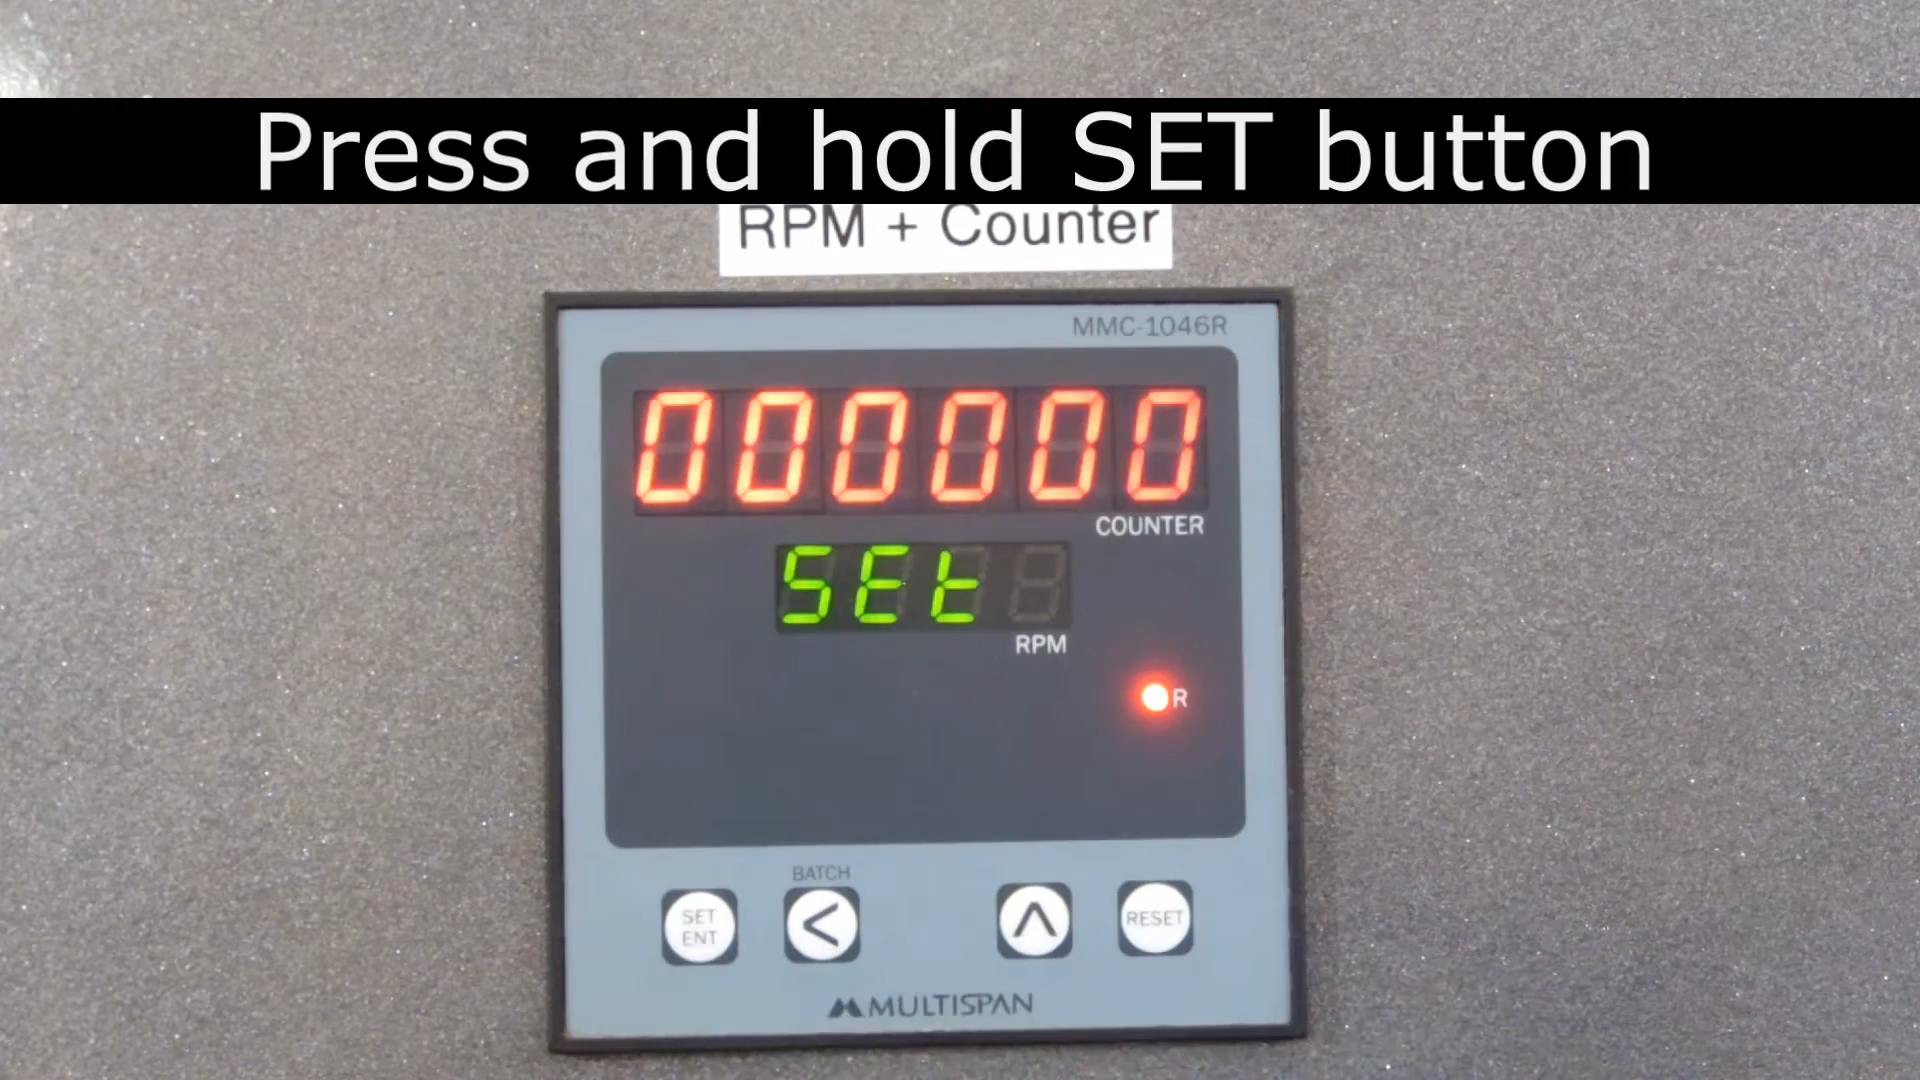 Press and hold SET button
RPM + Counter
MMC-1046R
000000
COUNTER
SEt
RPM
R
BATCH
SET
ENT
<
RESET
MULTISPAN